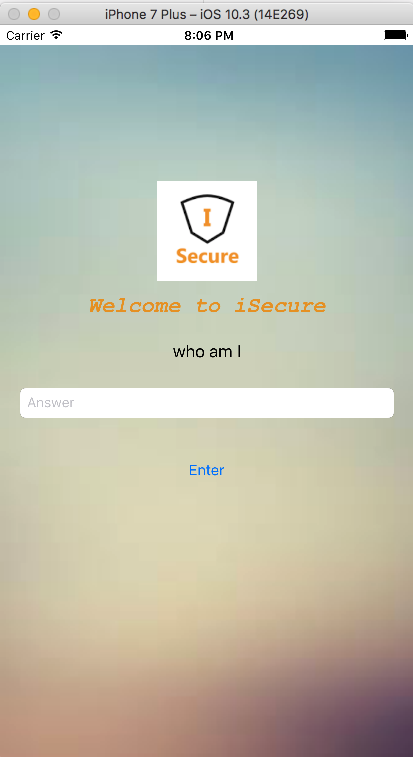 iPhone 7 Plus – iOS 10.3 (14E269)
Carrier 8:06 PM
I
Secure
Welcome to iSecure
who am I
Answer
Enter